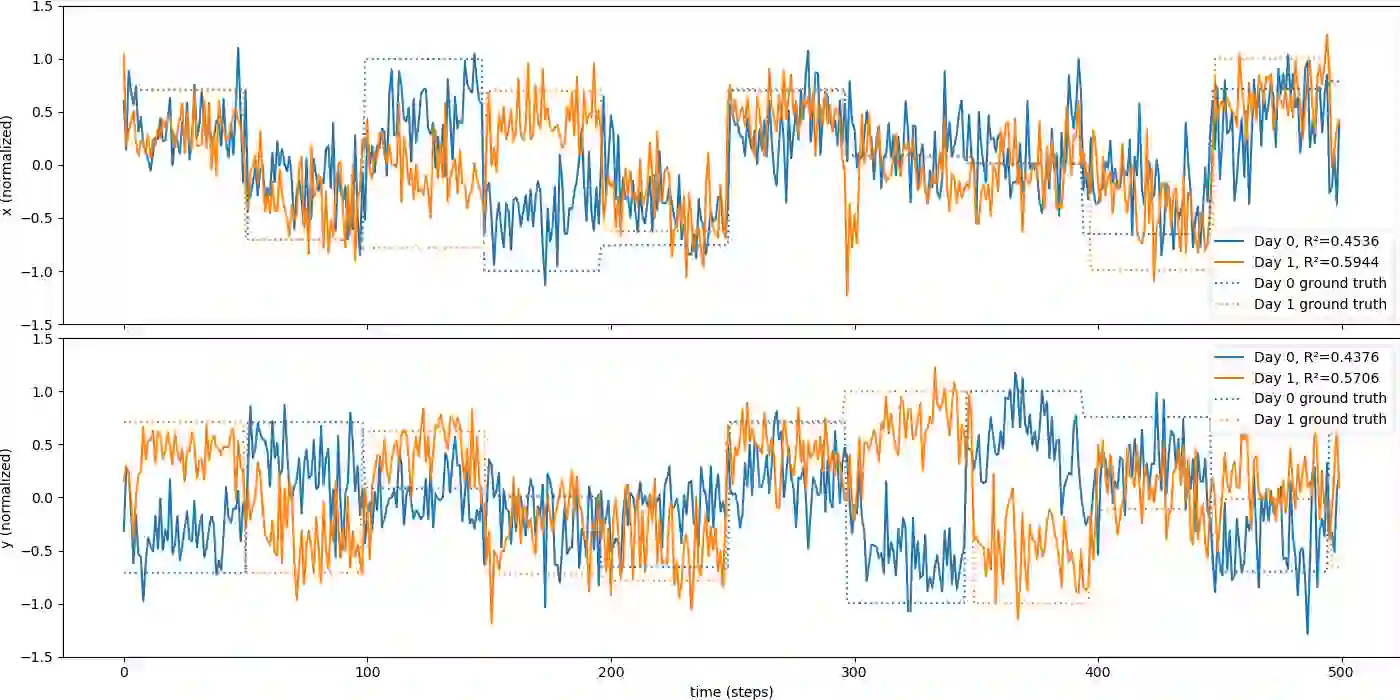 1.5
1.0
0.5
0.0
−0.5
−1.0
−1.5
x (normalized)
Day 0, R²=0.4536
Day 1, R²=0.5944
Day 0 ground truth
Day 1 ground truth
1.5
1.0
0.5
0.0
−0.5
−1.0
−1.5
y (normalized)
Day 0, R²=0.4376
Day 1, R²=0.5706
Day 0 ground truth
Day 1 ground truth
0 100 200 300 400 500
time (steps)